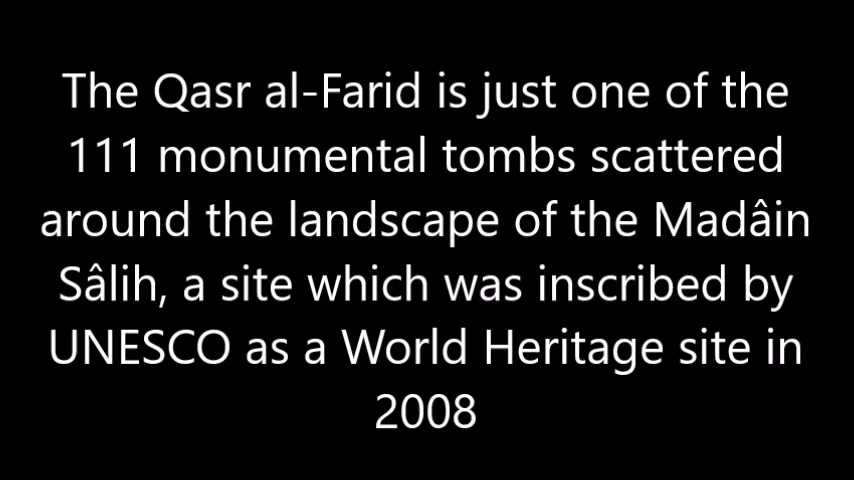 The Qasr al-Farid is just one of the
111 monumental tombs scattered
around the landscape of the Madâin
Sâlih, a site which was inscribed by
UNESCO as a World Heritage site in
2008